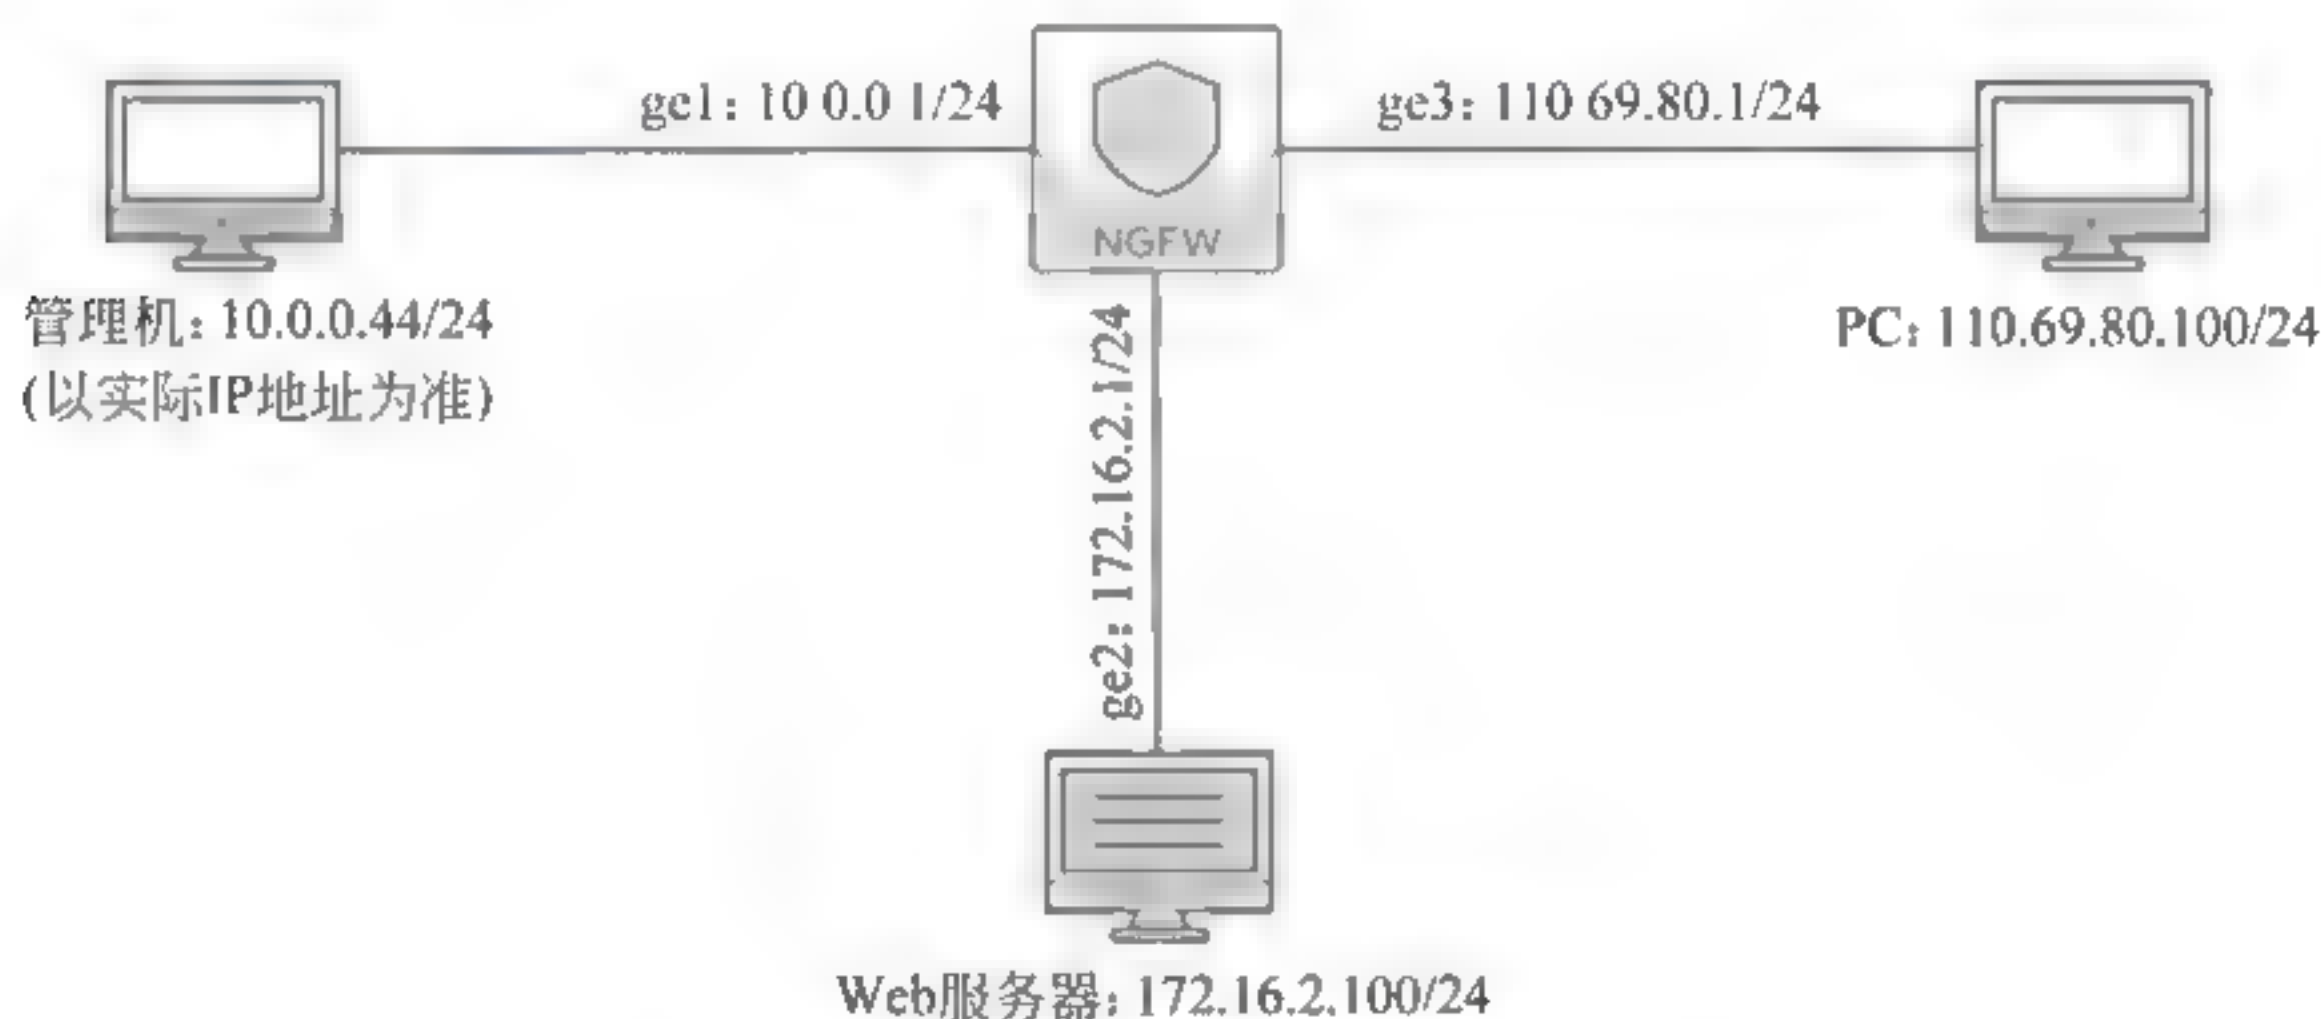 gc1: 10 0.0 1/24
ge3: 110 69.80.1/24
NGFW
管理机: 10.0.0.44/24
(以实际IP地址为准)
PC: 110.69.80.100/24
ge2: 172.16.2.1/24
Web服务器: 172.16.2.100/24